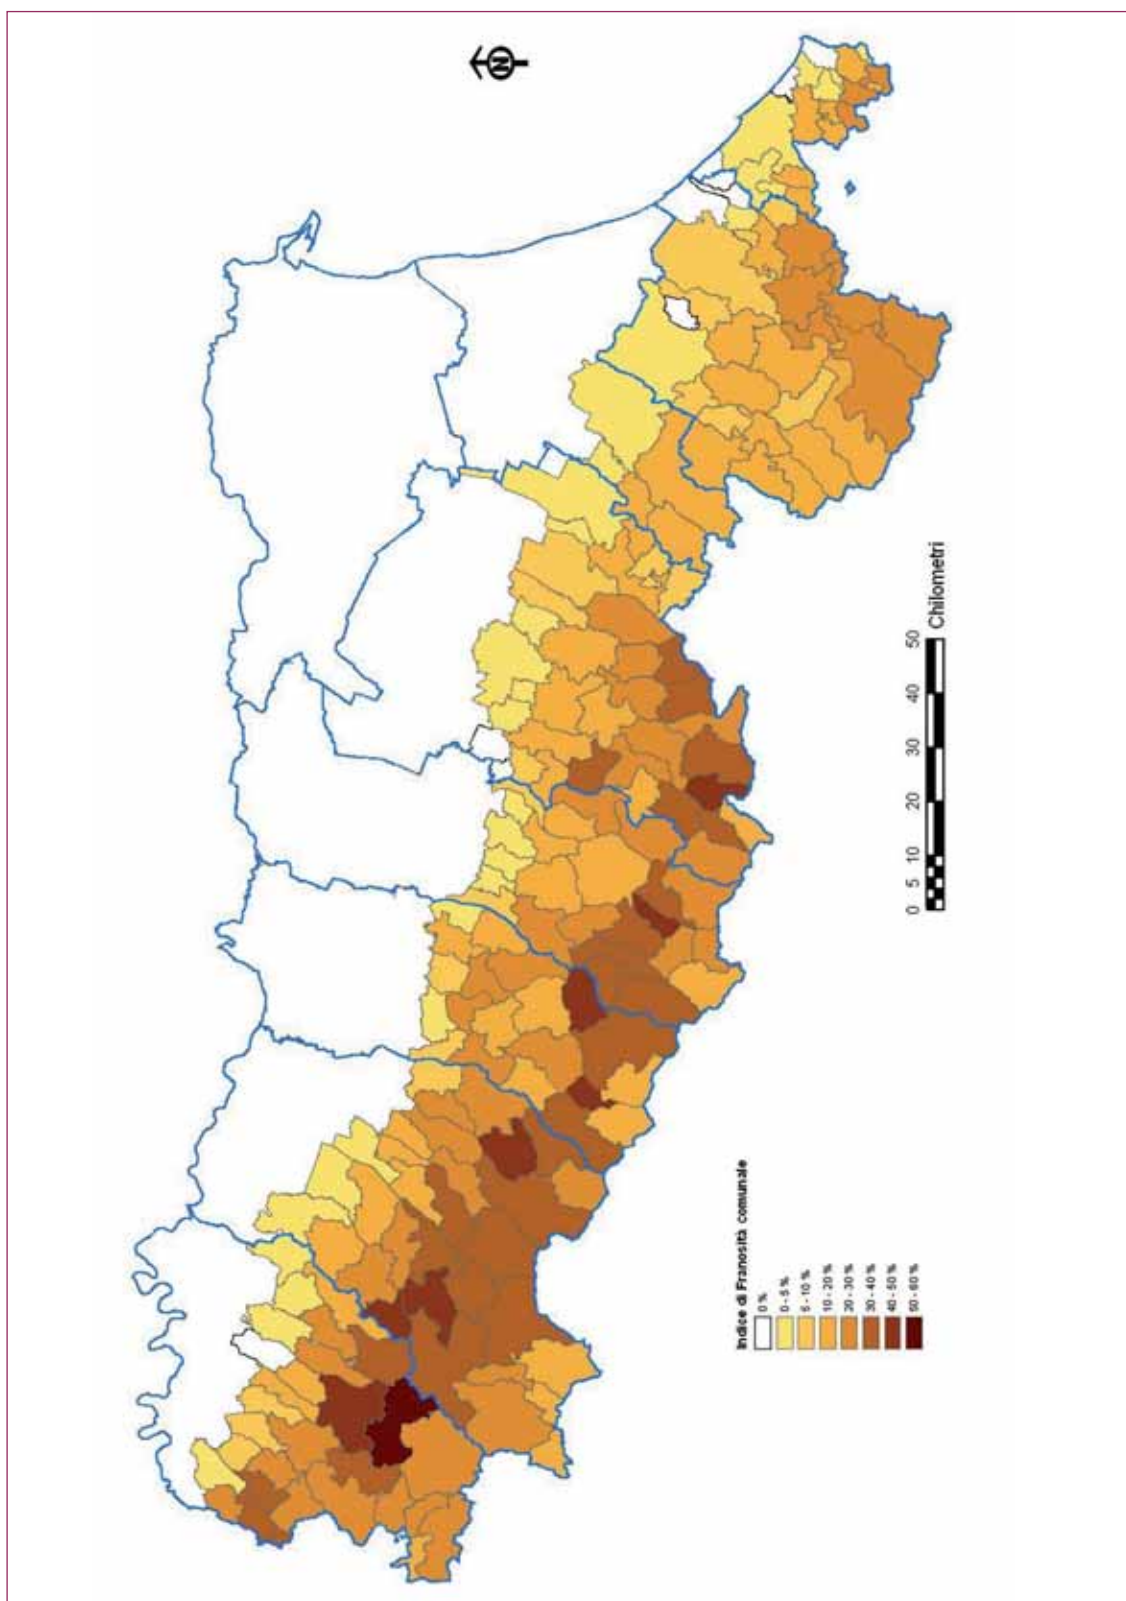 N
Indice di Franosità comunale
0 %
0 - 5 %
5 - 10 %
10 - 20 %
20 - 30 %
30 - 40 %
40 - 50 %
50 - 60 %
0 5 10 20 30 40 50
Chilometri